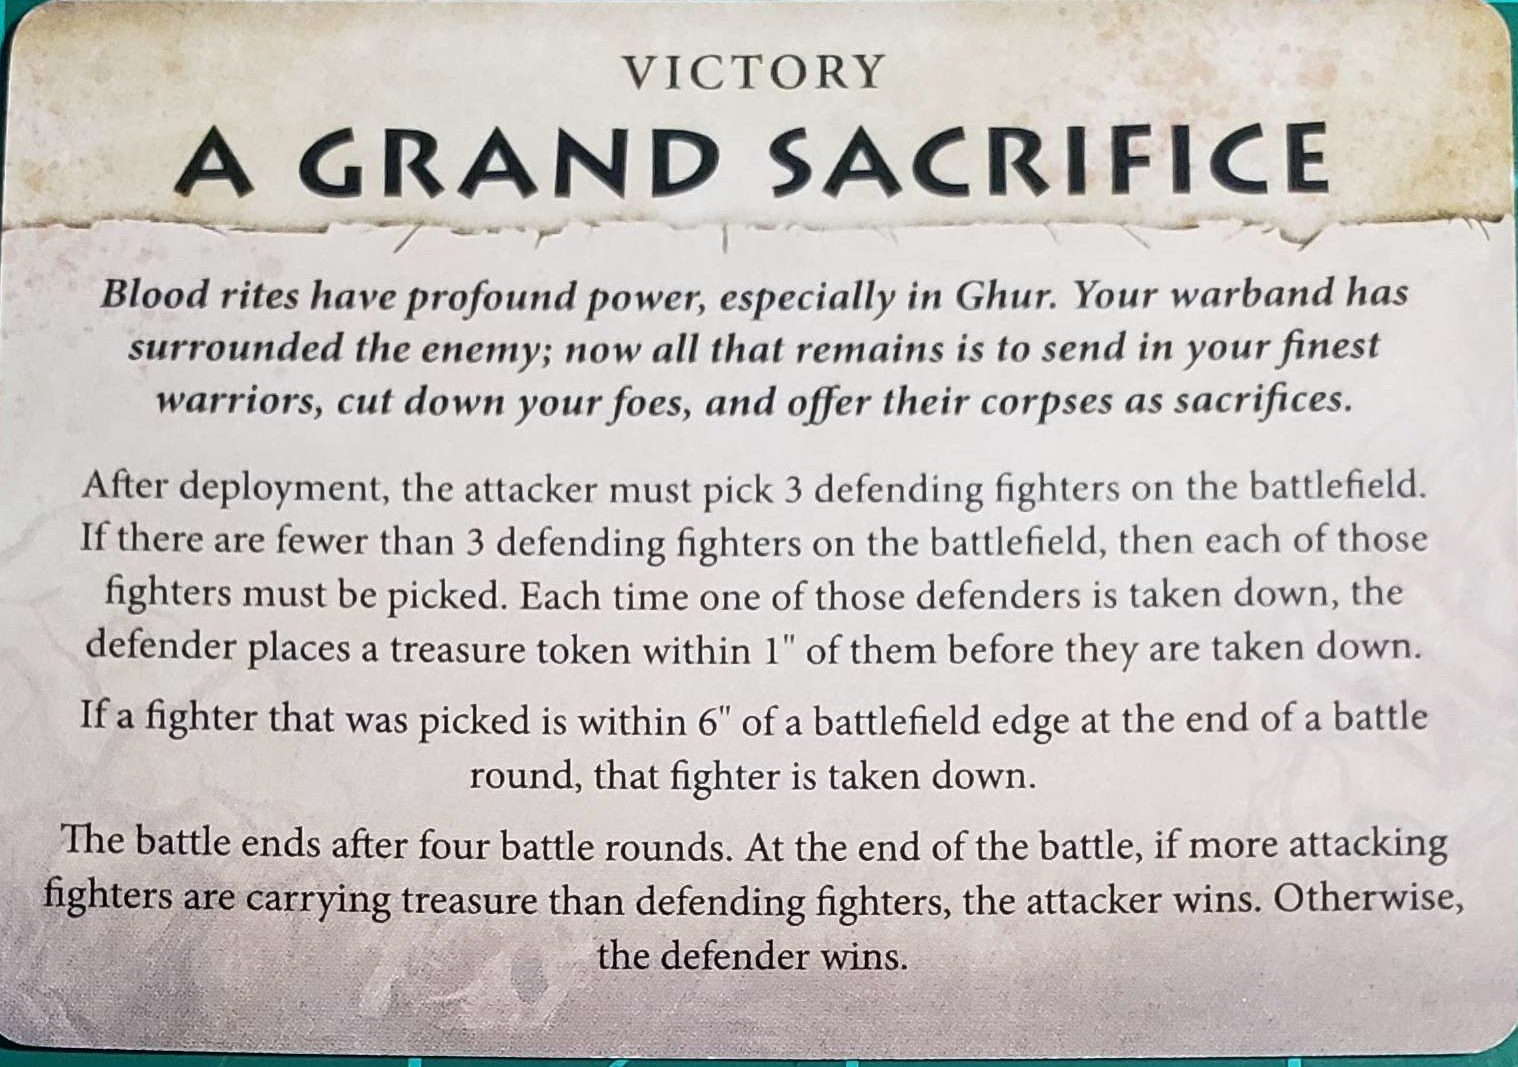 VICTORY
A GRAND SACRIFICE
Blood rites have profound power, especially in Ghur. Your warband has
surrounded the enemy; now all that remains is to send in your finest
warriors, cut down your foes, and offer their corpses as sacrifices.
After deployment, the attacker must pick 3 defending fighters on the battlefield.
If there are fewer than 3 defending fighters on the battlefield, then each of those
fighters must be picked. Each time one of those defenders is taken down, the
defender places a treasure token within 1" of them before they are taken down.
If a fighter that was picked is within 6" of a battlefield edge at the end of a battle
round, that fighter is taken down.
The battle ends after four battle rounds. At the end of the battle, if more attacking
fighters are carrying treasure than defending fighters, the attacker wins. Otherwise,
the defender wins.